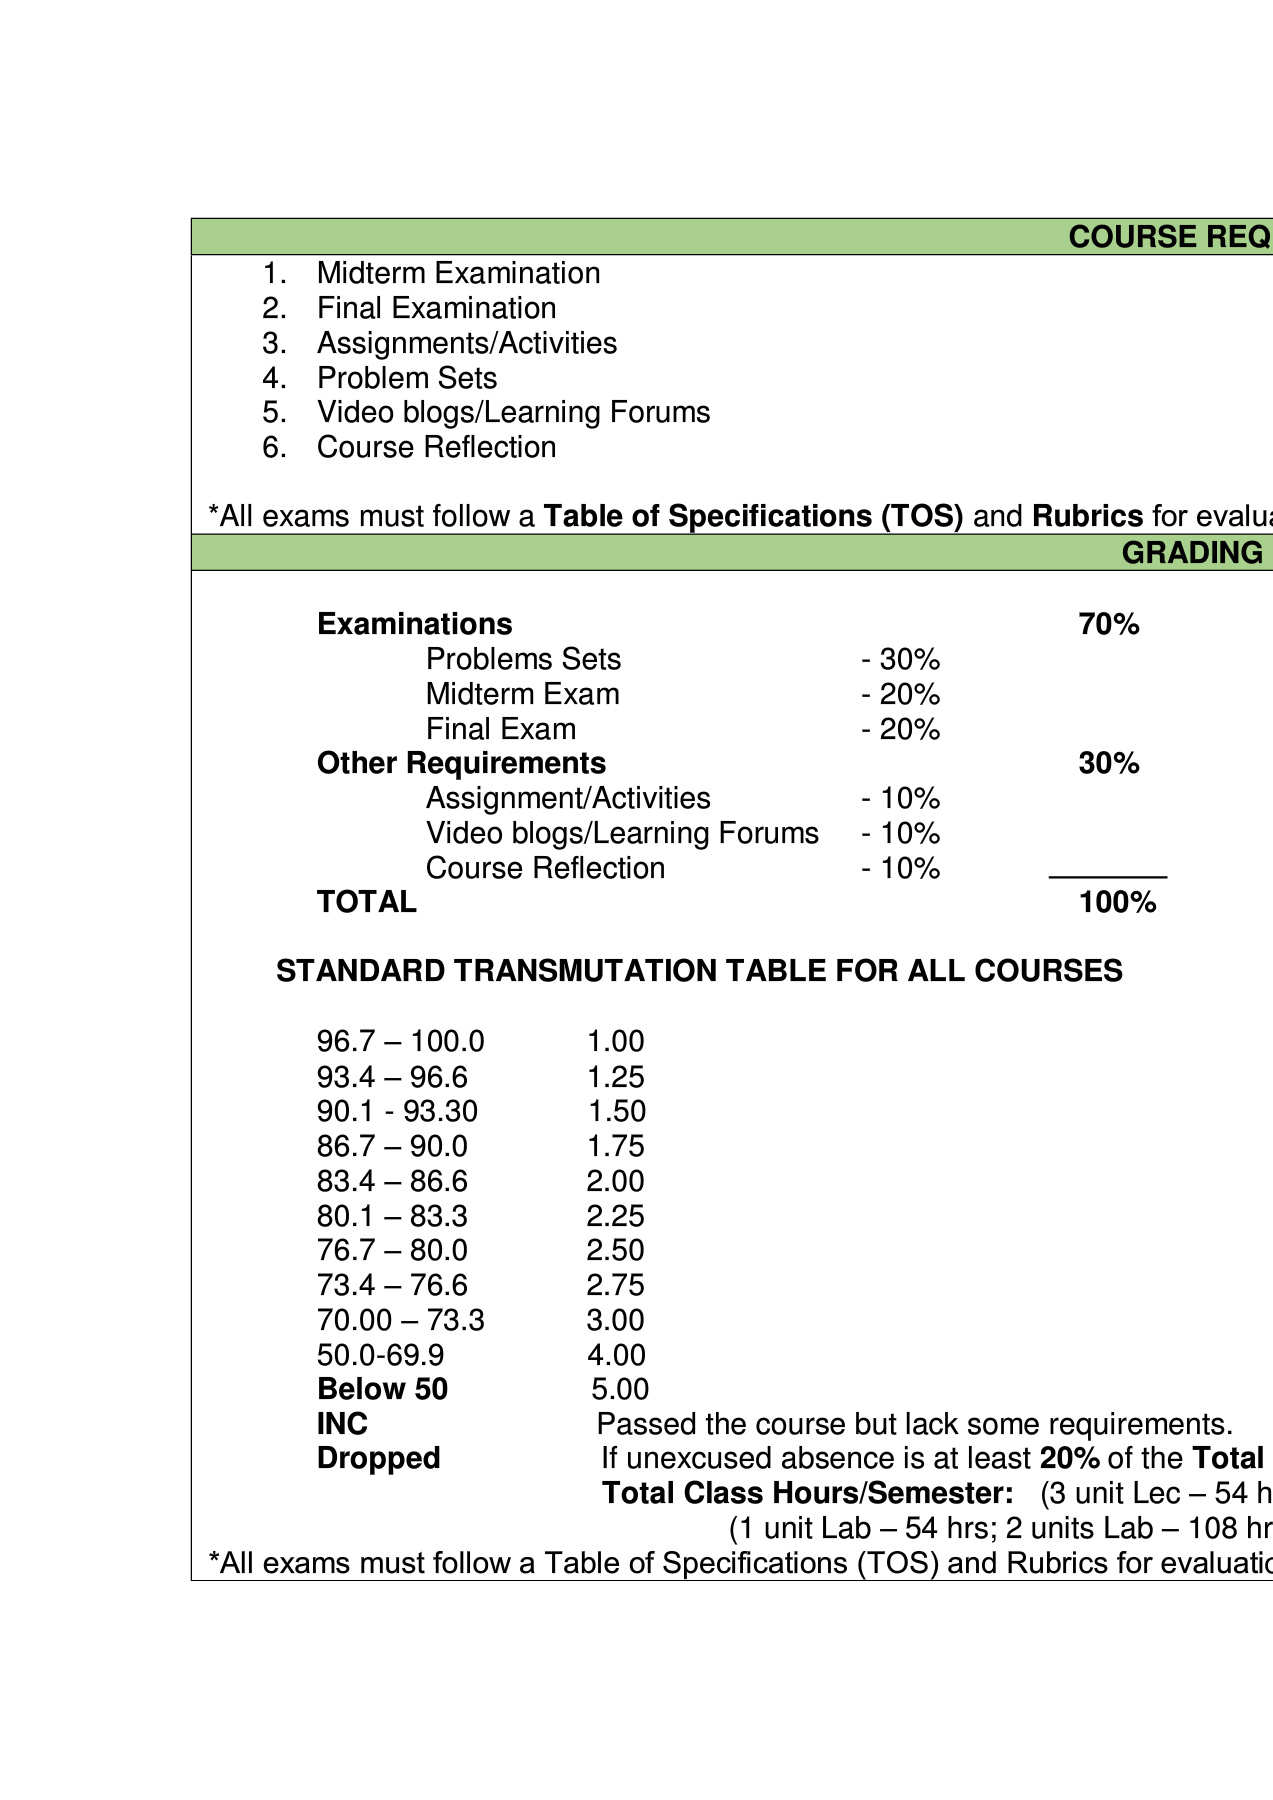 COURSE REQ
1. Midterm Examination
2. Final Examination
3. Assignments/Activities
4. Problem Sets
5. Video blogs/Learning Forums
6. Course Reflection
*All exams must follow a Table of Specifications (TOS) and Rubrics for evalua
GRADING
Examinations 70%
Problems Sets - 30%
Midterm Exam - 20%
Final Exam - 20%
Other Requirements 30%
Assignment/Activities - 10%
Video blogs/Learning Forums - 10%
Course Reflection - 10%
TOTAL 100%
STANDARD TRANSMUTATION TABLE FOR ALL COURSES
96.7 – 100.0 1.00
93.4 – 96.6 1.25
90.1 - 93.30 1.50
86.7 – 90.0 1.75
83.4 – 86.6 2.00
80.1 – 83.3 2.25
76.7 – 80.0 2.50
73.4 – 76.6 2.75
70.00 – 73.3 3.00
50.0-69.9 4.00
Below 50 5.00
INC Passed the course but lack some requirements.
Dropped If unexcused absence is at least 20% of the Total
Total Class Hours/Semester: (3 unit Lec – 54 h
(1 unit Lab – 54 hrs; 2 units Lab – 108 hr
*All exams must follow a Table of Specifications (TOS) and Rubrics for evaluatio